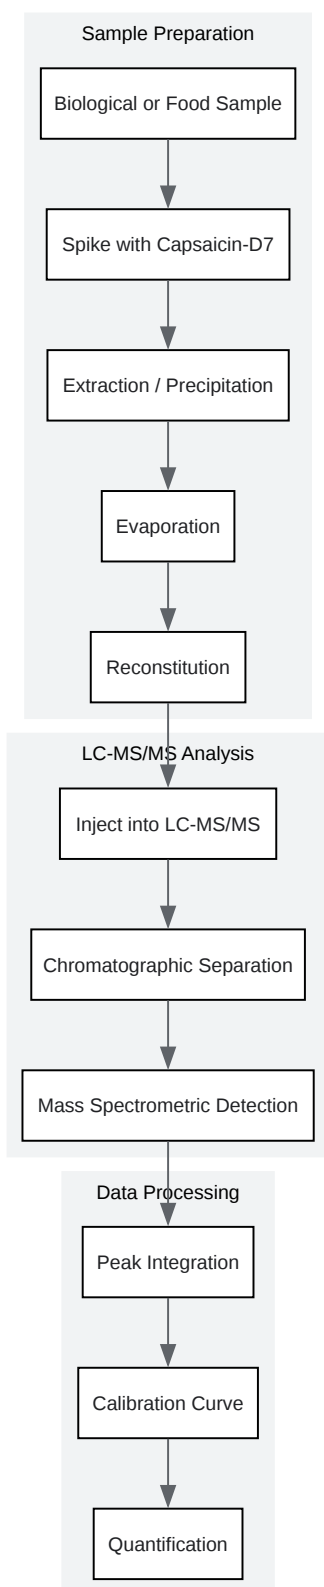 Sample Preparation
Biological or Food Sample
Spike with Capsaicin-D7
Extraction / Precipitation
Evaporation
Reconstitution
LC-MS/MS Analysis
Inject into LC-MS/MS
Chromatographic Separation
Mass Spectrometric Detection
Data Processing
Peak Integration
Calibration Curve
Quantification